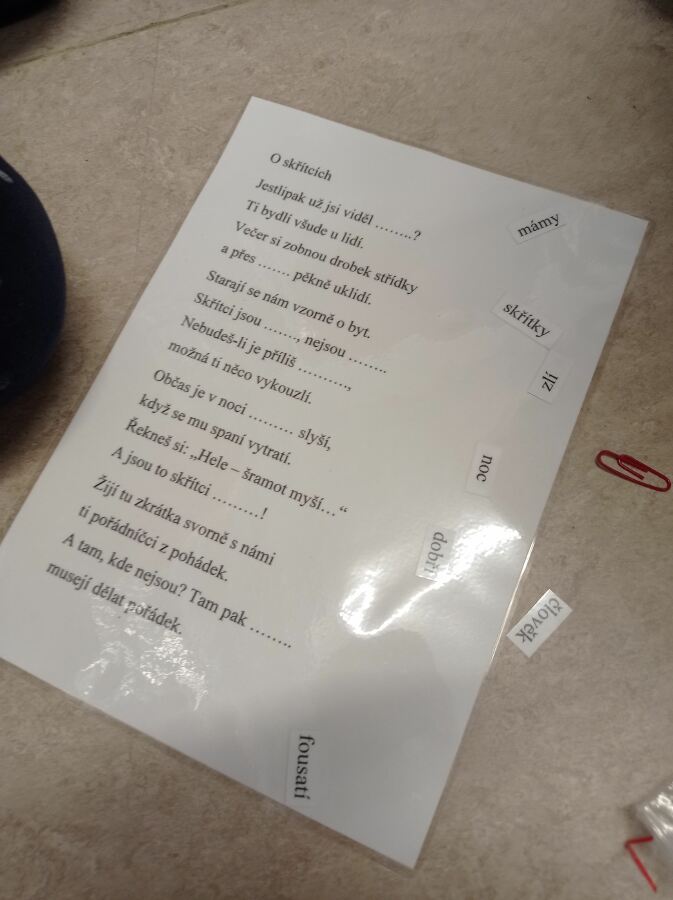 O skřítcích
Jestlipak už jsi viděl ……..?
Ti bydlí všude u lidí.
Večer si zobnou drobek střídky
a přes ……. pěkně uklidí.
Starají se nám vzorně o byt.
Skřítci jsou ……., nejsou ……..
Nebudeš-li je příliš ……….,
možná ti něco vykouzlí.
Občas je v noci ……… slyší,
když se mu spaní vytratí.
Řekneš si: „Hele – šramot myší…“
A jsou to skřítci ………!
Žijí tu zkrátka svorně s námi
ti pořádníčci z pohádek.
A tam, kde nejsou? Tam pak ……..
musejí dělat pořádek.
mámy
skřítky
zlí
noc
dobří
člověk
fousatí